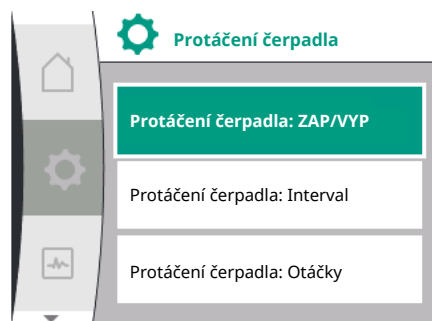 Protáčení čerpadla
Protáčení čerpadla: ZAP/VYP
Protáčení čerpadla: Interval
Protáčení čerpadla: Otáčky